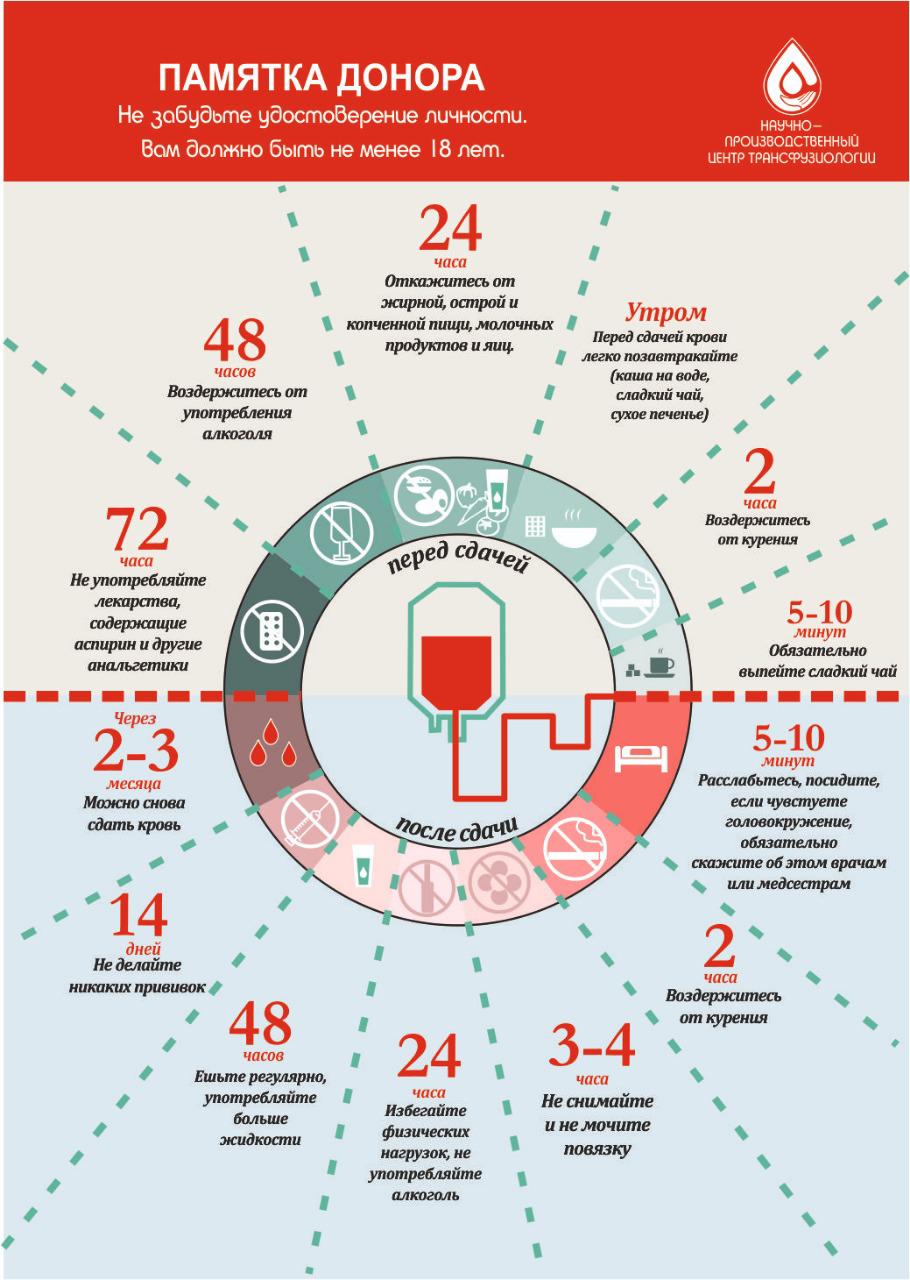 ПАМЯТКА ДОНОРА
Не забудьте удостоверение личности.
Вам должно быть не менее 18 лет.
НАУЧНО–
ПРОИЗВОДСТВЕННЫЙ
ЦЕНТР ТРАНСФУЗИОЛОГИИ
72
часа
Не употребляйте
лекарства,
содержащие
аспирин и другие
анальгетики
48
часов
Воздержитесь от
употребления
алкоголя
24
часа
Откажитесь от
жирной, острой и
копченной пищи, молочных
продуктов и яиц.
Утром
Перед сдачей крови
легко позавтракайте
(каша на воде,
сладкий чай,
сухое печенье)
2
часа
Воздержитесь
от курения
5-10
минут
Обязательно
выпейте сладкий чай
перед сдачей
после сдачи
5-10
минут
Расслабьтесь, посидите,
если чувстуете
головокружение,
обязательно
скажите об этом врачам
или медсестрам
2
часа
Воздержитесь
от курения
3-4
часа
Не снимайте
и не мочите
повязку
24
часа
Избегайте
физических
нагрузок, не
употребляйте
алкоголь
48
часов
Ешьте регулярно,
употребляйте
больше
жидкости
14
дней
Не делайте
никаких прививок
Через
2-3
месяца
Можно снова
сдать кровь